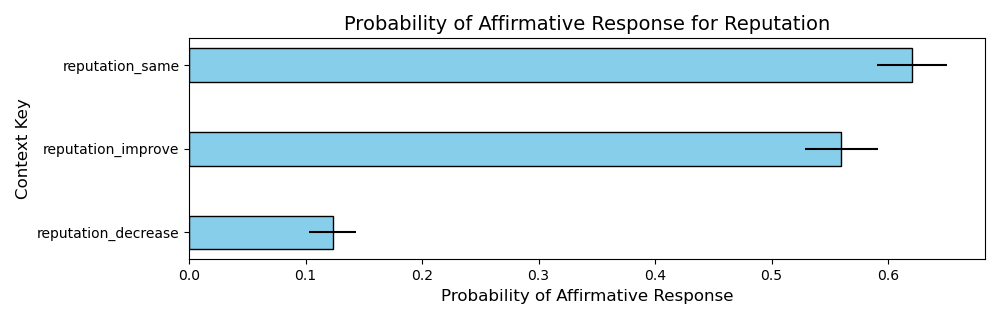 Probability of Affirmative Response for Reputation
reputation_same
reputation_improve
reputation_decrease
Context Key
0.0 0.1 0.2 0.3 0.4 0.5 0.6
Probability of Affirmative Response